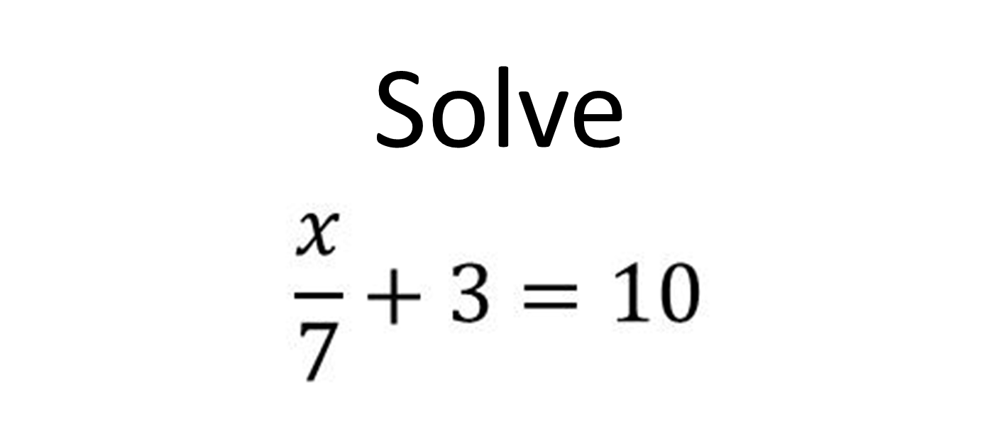 Solve
x/7 + 3 = 10